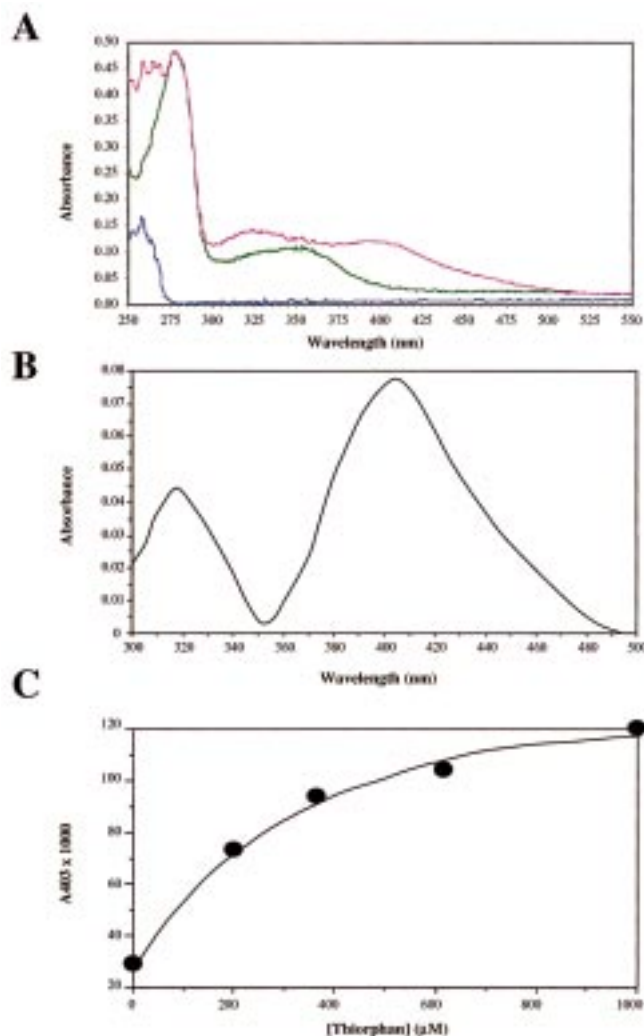 A
0.50
0.45
0.40
0.35
0.30
0.25
0.20
0.15
0.10
0.05
0.00
Absorbance
250 275 300 325 350 375 400 425 450 475 500 525 550
Wavelength (nm)
B
0.08
0.07
0.06
0.05
0.04
0.03
0.02
0.01
0
Absorbance
300 320 340 360 380 400 420 440 460 480 500
Wavelength (nm)
C
120
100
80
60
40
20
A403 x 1000
0 200 400 600 800 1000
[Thiorphan] (µM)